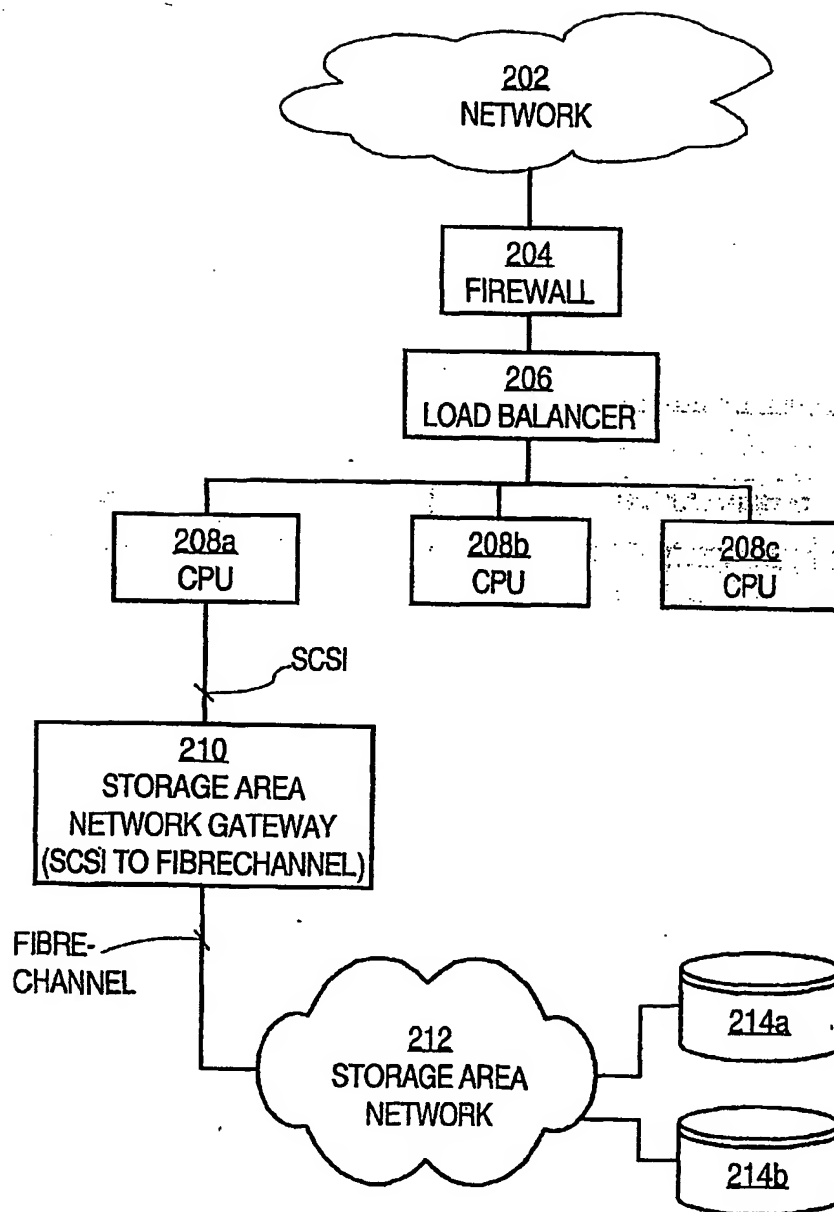 202
NETWORK
204
FIREWALL
206
LOAD BALANCER
208a
CPU
208b
CPU
208c
CPU
SCSI
210
STORAGE AREA
NETWORK GATEWAY
(SCSI TO FIBRECHANNEL)
FIBRE-
CHANNEL
212
STORAGE AREA
NETWORK
214a
214b